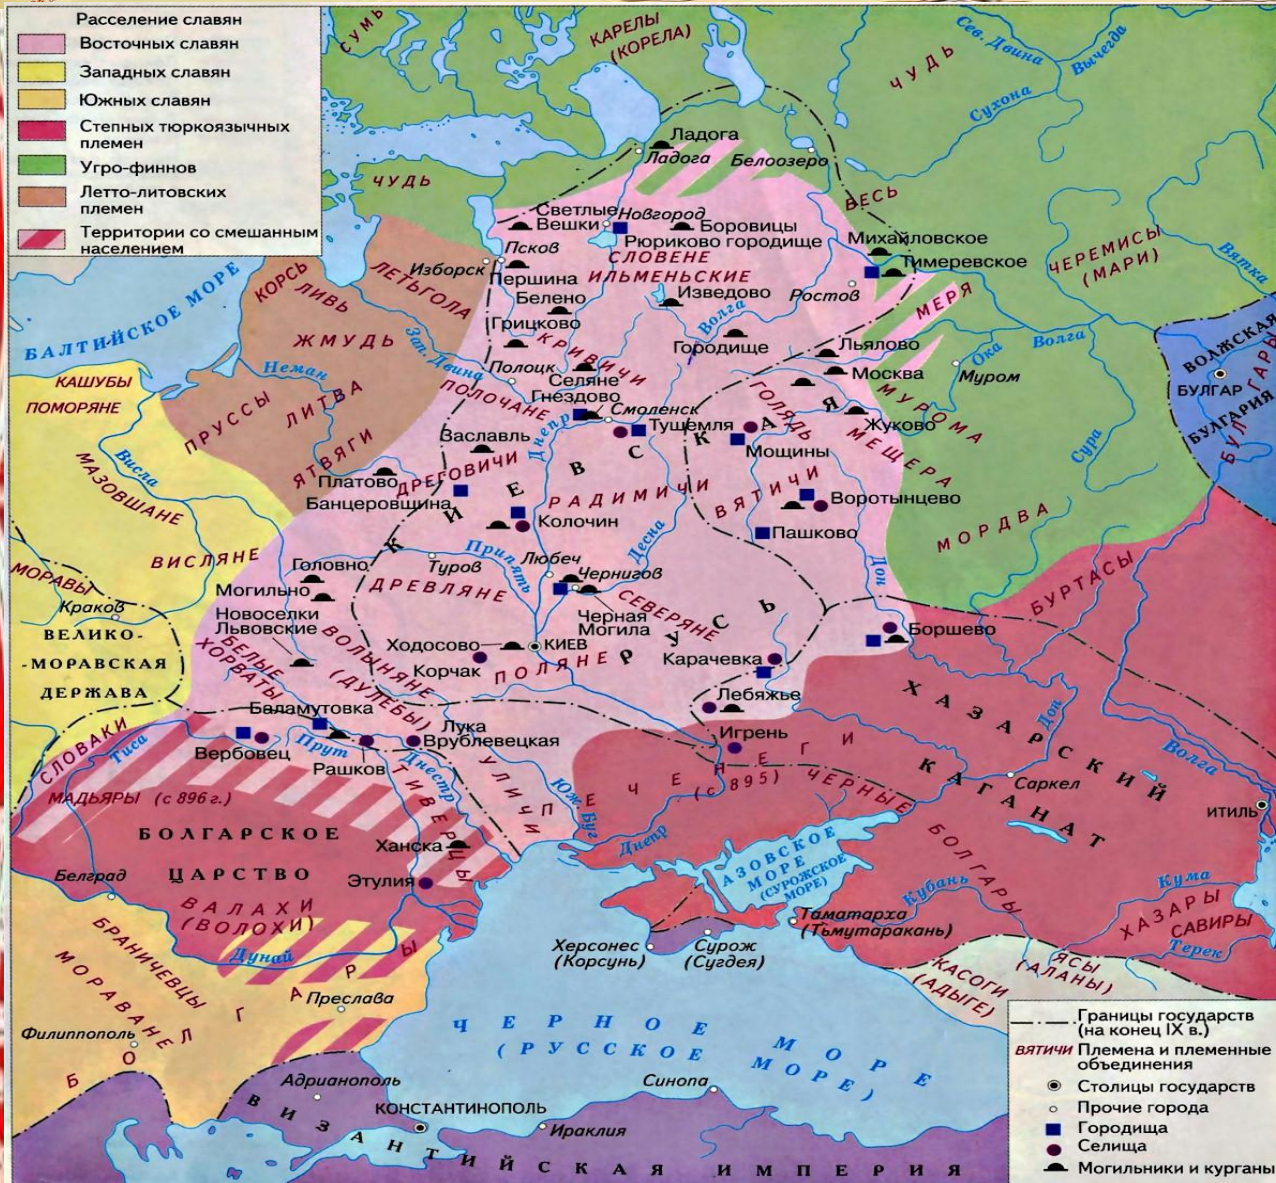 Расселение славян
Восточных славян
Западных славян
Южных славян
Степных тюркоязычных
племен
Угро-финнов
Летто-литовских
племен
Территории со смешанным
населением
СУМЬ
КАРЕЛЫ
(КОРЕЛА)
ЧУДЬ
Сев. Двина
Вычегда
Сухона
Ладога
Ладога
Белоозеро
ЧУДЬ
ВЕСЬ
Светлые
Вешки
Новгород
Боровицы
Рюриково городище
СЛОВЕНЕ
ИЛЬМЕНЬСКИЕ
Псков
Изборск
Першина
Михайловское
Тимеревское
ЧЕРЕМИСЫ
(МАРИ)
Вятка
БАЛТИЙСКОЕ МОРЕ
КОРСЬ
ЛИВЬ
ЛЕТЬГОЛА
ЖМУДЬ
Белено
Грицково
Изведово
Ростов
МЕРЯ
Волга
Городище
КРИВИЧИ
Зап. Двина
Неман
Полоцк
Селяне
Гнёздово
Льялово
Москва
Ока
Муром
Волга
ВОЛЖСКАЯ
БУЛГАРИЯ
БУЛГАР
БУЛГАРЫ
КАШУБЫ
ПОМОРЯНЕ
ПРУССЫ
ЛИТВА
ЯТВЯГИ
ПОЛОЧАНЕ
Смоленск
Тушемля
Днепр
ГОЛЯДЬ
Жуково
МУРОМА
МЕЩЕРА
Сура
Мощины
Висла
МАЗОВШАНЕ
Заславль
Платово
ДРЕГОВИЧИ
Банцеровщина
РАДИМИЧИ
ВЯТИЧИ
Воротынцево
Колочин
Пашково
МОРДВА
КИЕВСКАЯ
РУСЬ
МОРАВЫ
ВИСЛЯНЕ
Краков
Головно
Могильно
Туров
Припять
Любеч
Чернигов
Десна
Дон
ДРЕВЛЯНЕ
БУРТАСЫ
ВЕЛИКО-
-МОРАВСКАЯ
ДЕРЖАВА
Новоселки
Львовские
Черная
Могила
СЕВЕРЯНЕ
Ходосово
КИЕВ
Корчак
ПОЛЯНЕ
Боршево
Карачевка
БЕЛЫЕ
ХОРВАТЫ
ВОЛЫНЯНЕ
(ДУЛЕБЫ)
Лебяжье
ХАЗАРСКИЙ
КАГАНАТ
Дон
Баламутовка
Лука
Врублевецкая
Игрень
СЛОВАКИ
Тиса
Вербовец
Прут
Рашков
Днестр
УЛИЧИ
ТИВЕРЦЫ
Юж. Буг
ПЕЧЕНЕГИ
(с 895)
ЧЕРНЫЕ
БОЛГАРЫ
Саркел
Волга
ИТИЛЬ
МАДЬЯРЫ (с 896 г.)
БОЛГАРСКОЕ
ЦАРСТВО
Ханска
Днепр
АЗОВСКОЕ
МОРЕ
(СУРОЖСКОЕ
МОРЕ)
Белград
ВАЛАХИ
(ВОЛОХИ)
Этулия
Кубань
Кума
ХАЗАРЫ
САВИРЫ
Терек
Таматарха
(Тьмутаракань)
Херсонес
(Корсунь)
Сурож
(Сугдея)
КАСОГИ
(АДЫГЕ)
ЯСЫ
(АЛАНЫ)
БРАНИЧЕВЦЫ
МОРАВАНЕ
Дунай
БОЛГАРЫ
Преслава
Филиппополь
ЧЕРНОЕ МОРЕ
(РУССКОЕ МОРЕ)
Адрианополь
КОНСТАНТИНОПОЛЬ
Синопа
Ираклия
ВИЗАНТИЙСКАЯ ИМПЕРИЯ
Границы государств
(на конец IX в.)
ВЯТИЧИ Племена и племенные
объединения
Столицы государств
Прочие города
Городища
Селища
Могильники и курганы